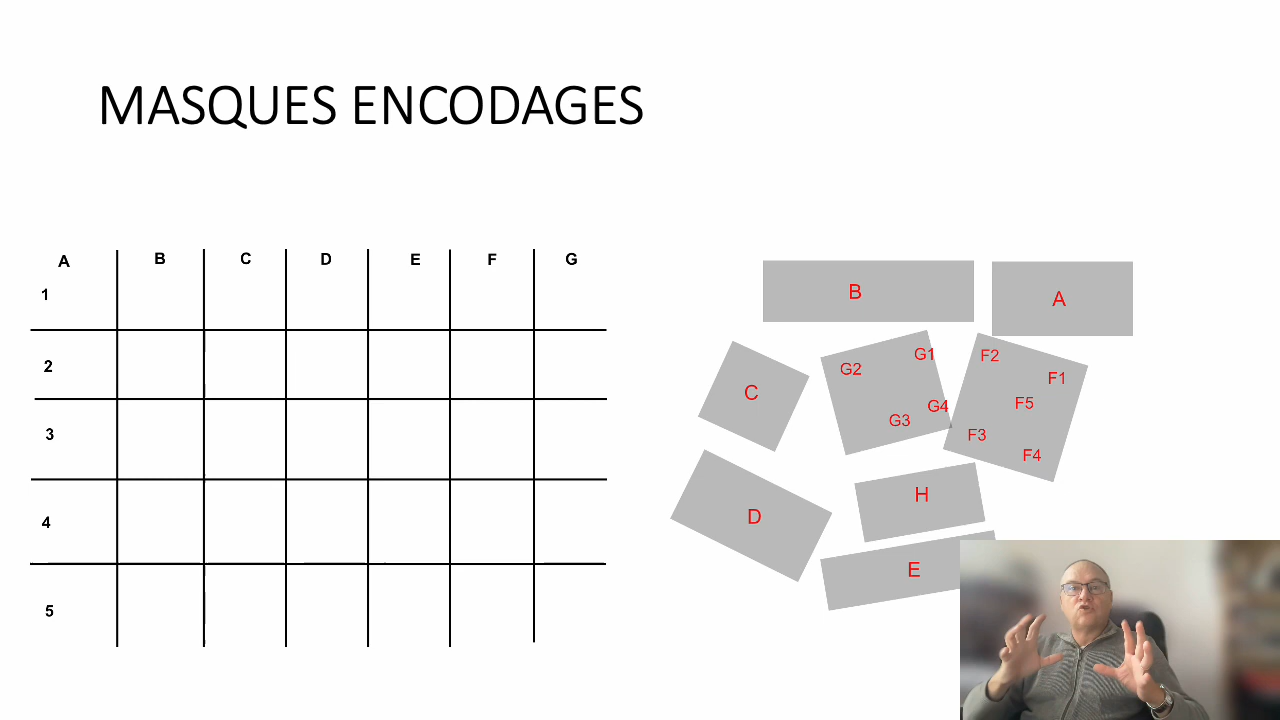 MASQUES ENCODAGES
A B C D E F G
1
2
3
4
5
B A
G2 G1 F2 F1
C G3 G4 F5
F3 F4
H
D
E